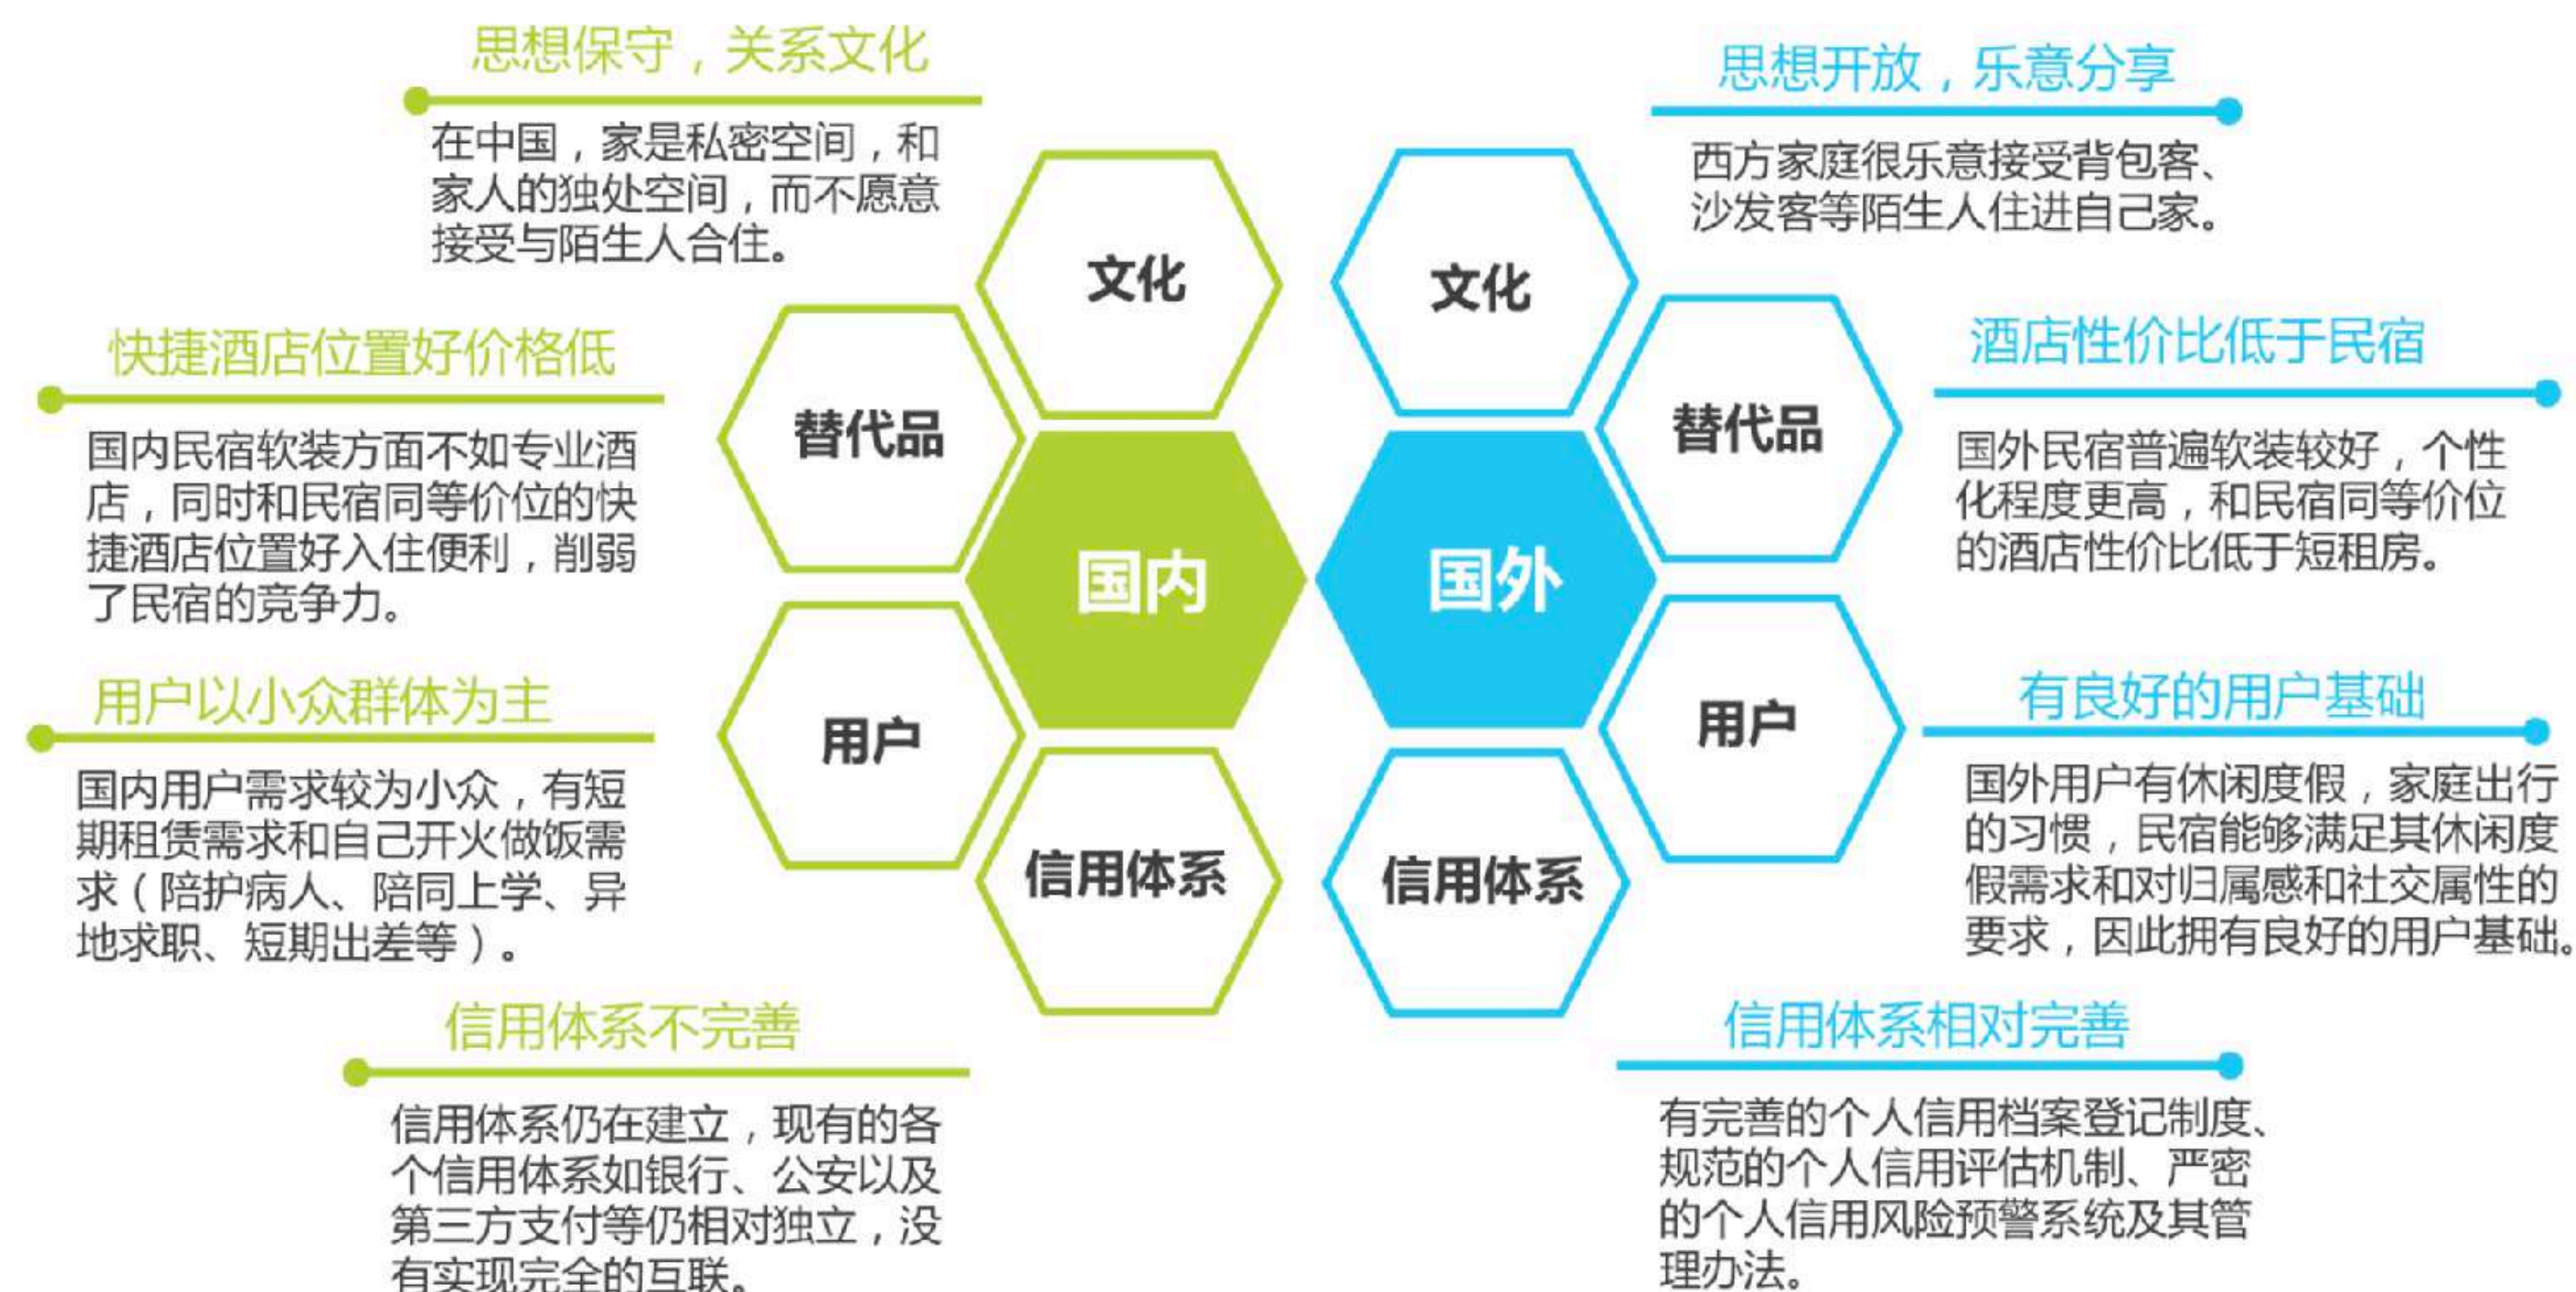 思想保守，关系文化
在中国，家是私密空间，和
家人的独处空间，而不愿意
接受与陌生人合住。
快捷酒店位置好价格低
国内民宿软装方面不如专业酒
店，同时和民宿同等价位的快
捷酒店位置好入住便利，削弱
了民宿的竞争力。
用户以小众群体为主
国内用户需求较为小众，有短
期租赁需求和自己开火做饭需
求（陪护病人、陪同上学、异
地求职、短期出差等）。
信用体系不完善
信用体系仍在建立，现有的各
个信用体系如银行、公安以及
第三方支付等仍相对独立，没
有实现完全的互联。
文化
替代品
国内
用户
信用体系
文化
替代品
国外
用户
信用体系
思想开放，乐意分享
西方家庭很乐意接受背包客、
沙发客等陌生人住进自己家。
酒店性价比低于民宿
国外民宿普遍软装较好，个性
化程度更高，和民宿同等价位
的酒店性价比低于短租房。
有良好的用户基础
国外用户有休闲度假，家庭出行
的习惯，民宿能够满足其休闲度
假需求和对归属感和社交属性的
要求，因此拥有良好的用户基础。
信用体系相对完善
有完善的个人信用档案登记制度、
规范的个人信用评估机制、严密
的个人信用风险预警系统及其管
理办法。